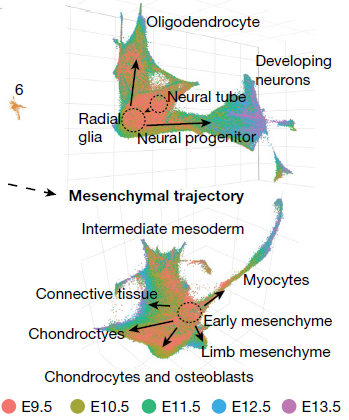 Oligodendrocyte
Developing
neurons
6
Neural tube
Radial
glia
Neural progenitor
Mesenchymal trajectory
Intermediate mesoderm
Myocytes
Connective tissue
Early mesenchyme
Chondroctyes
Limb mesenchyme
Chondrocytes and osteoblasts
E9.5 E10.5 E11.5 E12.5 E13.5